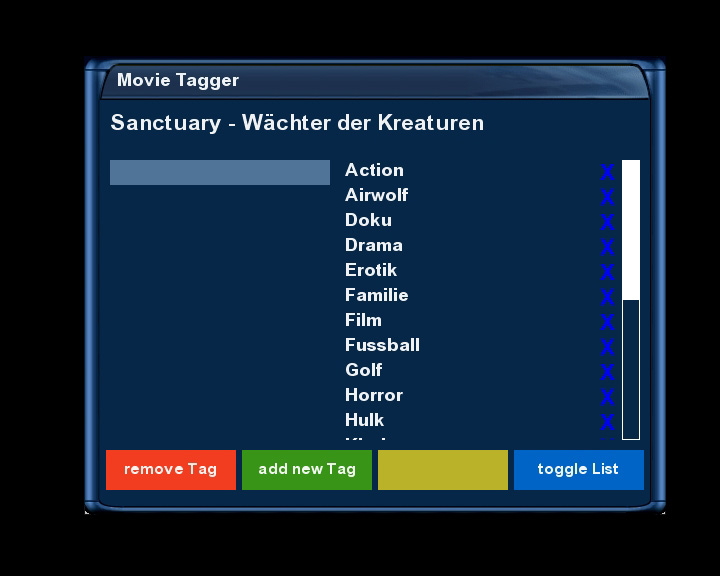 Movie Tagger
Sanctuary - Wächter der Kreaturen
Action X
Airwolf X
Doku X
Drama X
Erotik X
Familie X
Film X
Fussball X
Golf X
Horror X
Hulk X
remove Tag add new Tag toggle List